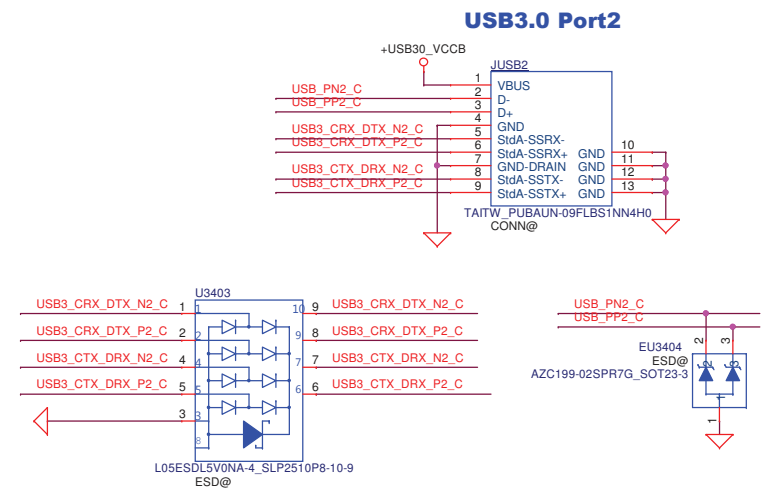 USB3.0 Port2
+USB30_VCCB
JUSB2
USB_PN2_C 1 VBUS
USB_PP2_C 2 D-
3 D+
4 GND
USB3_CRX_DTX_N2_C 5 StdA-SSRX-
USB3_CRX_DTX_P2_C 6 StdA-SSRX+ GND 10
7 GND-DRAIN GND 11
USB3_CTX_DRX_N2_C 8 StdA-SSTX- GND 12
USB3_CTX_DRX_P2_C 9 StdA-SSTX+ GND 13
TAITW_PUBAUN-09FLBS1NN4H0
CONN@
U3403
USB3_CRX_DTX_N2_C 1 1 10 9 USB3_CRX_DTX_N2_C
USB3_CRX_DTX_P2_C 2 2 9 8 USB3_CRX_DTX_P2_C
USB3_CTX_DRX_N2_C 4 4 7 7 USB3_CTX_DRX_N2_C
USB3_CTX_DRX_P2_C 5 5 6 6 USB3_CTX_DRX_P2_C
3 3
8
L05ESDL5V0NA-4_SLP2510P8-10-9
ESD@
USB_PN2_C
USB_PP2_C
EU3404
ESD@
AZC199-02SPR7G_SOT23-3
2 3
2 3
1
1